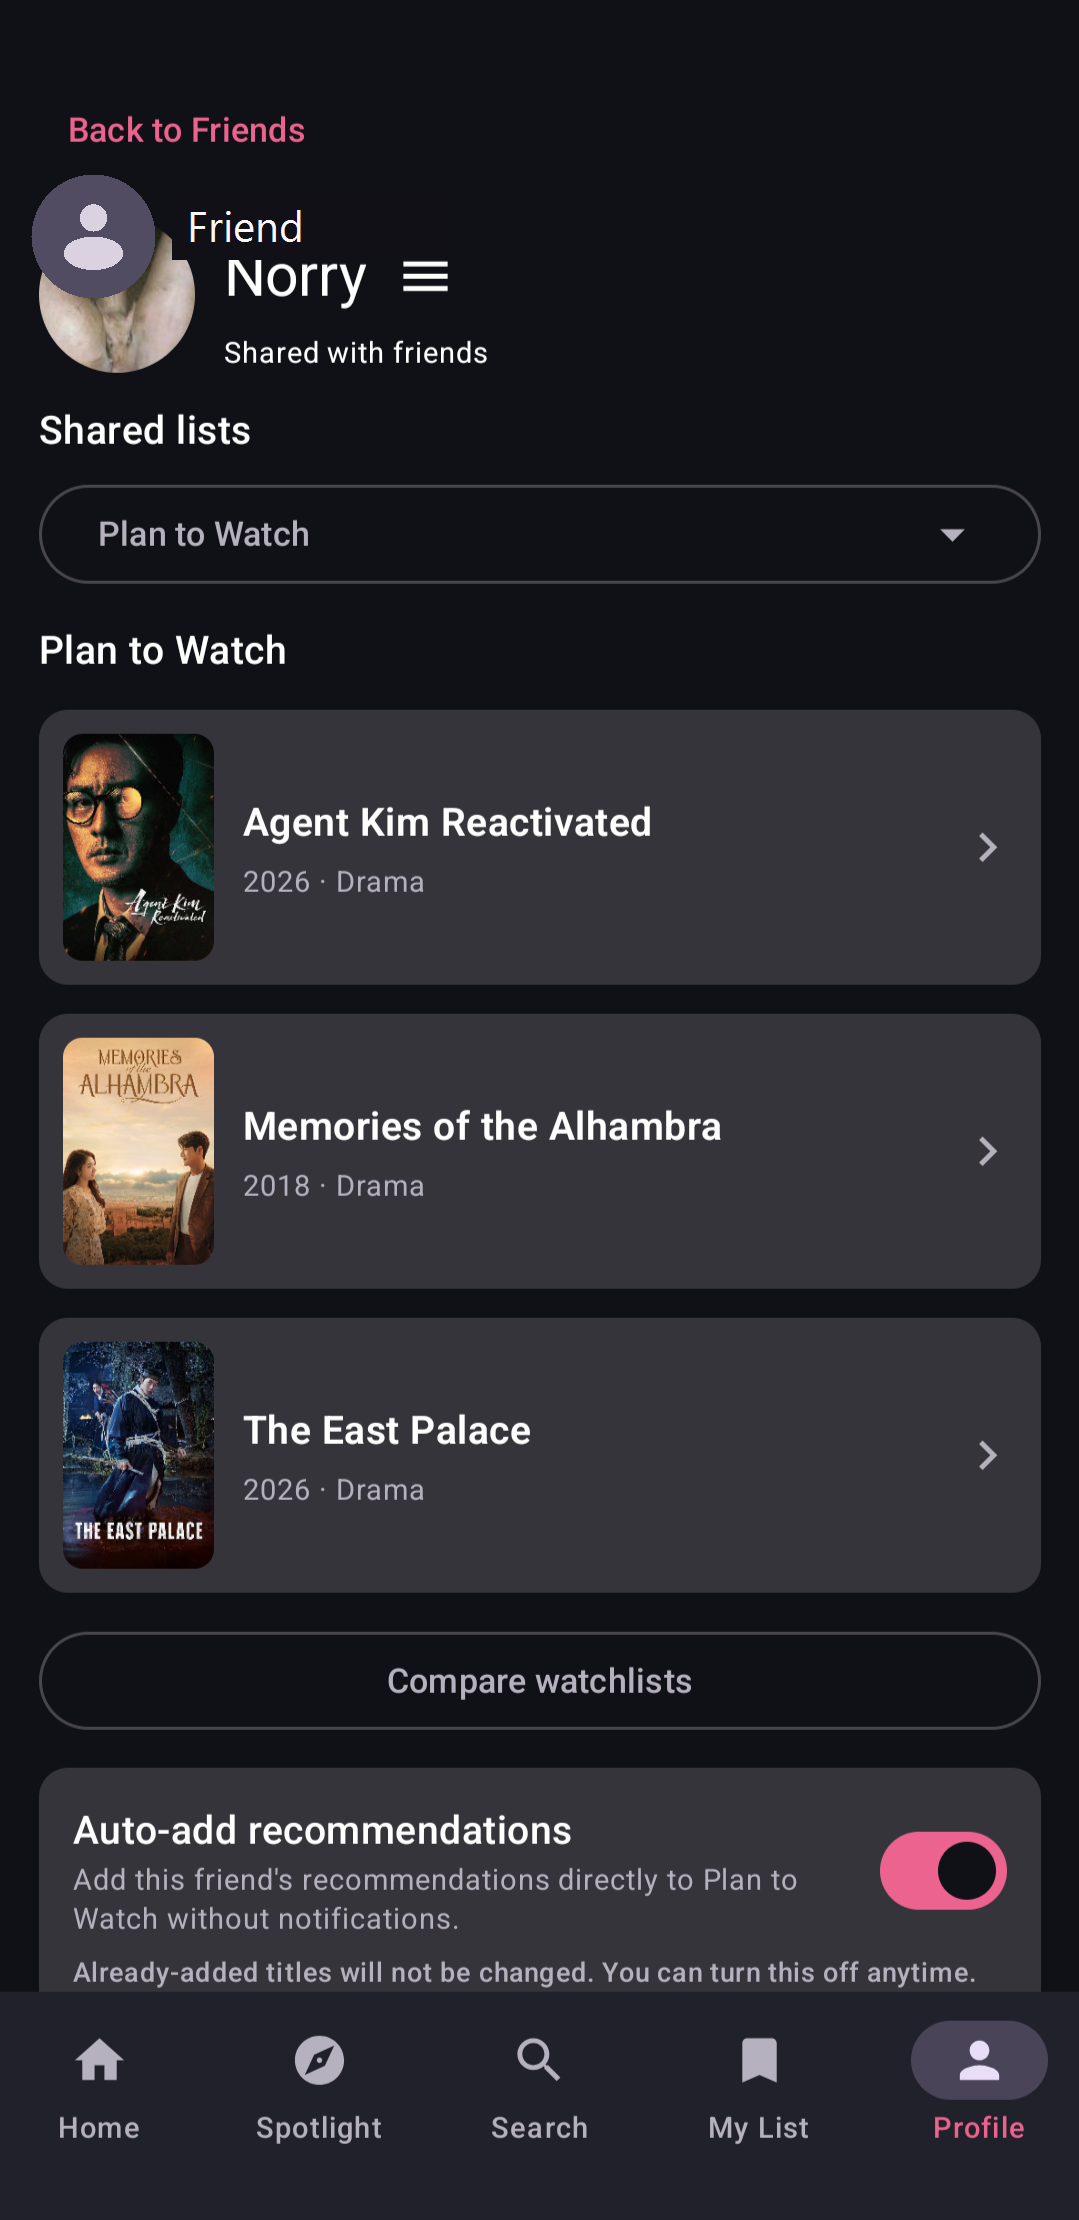 Back to Friends
Friend
Norry
Shared with friends
Shared lists
Plan to Watch
Plan to Watch
Agent Kim
Reactivated
Agent Kim Reactivated
2026 · Drama
MEMORIES
of the
ALHAMBRA
Memories of the Alhambra
2018 · Drama
THE EAST PALACE
The East Palace
2026 · Drama
Compare watchlists
Auto-add recommendations
Add this friend's recommendations directly to Plan to
Watch without notifications.
Already-added titles will not be changed. You can turn this off anytime.
Home
Spotlight
Search
My List
Profile